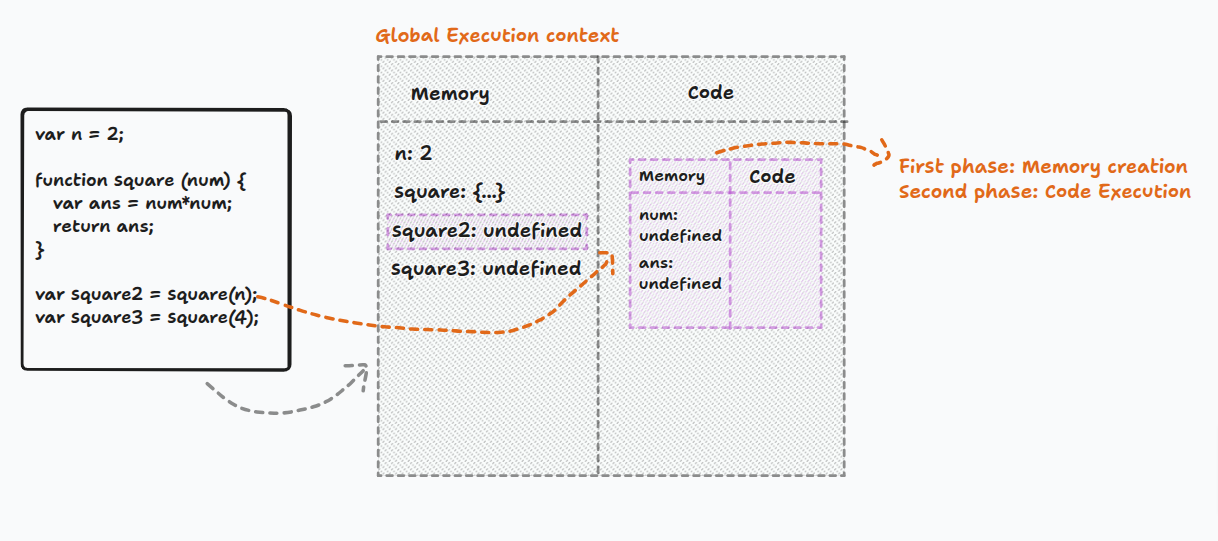 Global Execution context
Memory
Code
var n = 2;
function square (num) {
var ans = num*num;
return ans;
}
var square2 = square(n);
var square3 = square(4);
n: 2
square: {...}
square2: undefined
square3: undefined
Memory
Code
num:
undefined
ans:
undefined
First phase: Memory creation
Second phase: Code Execution